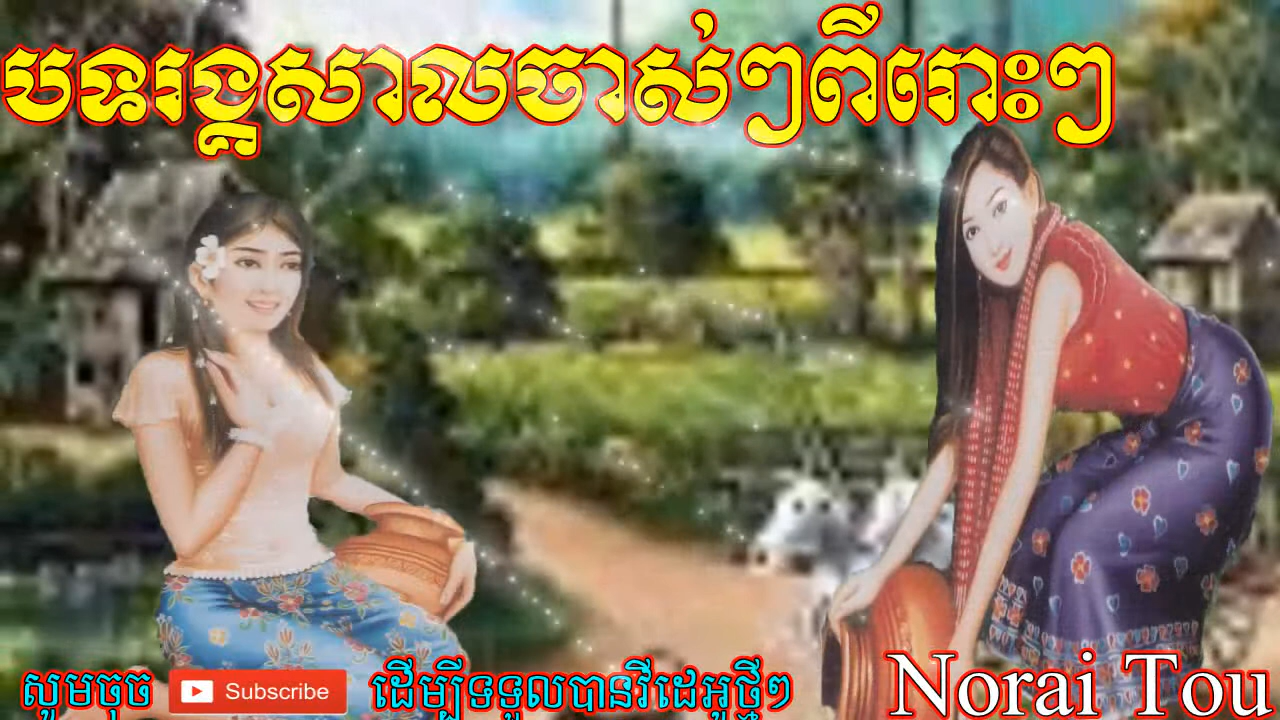 បទរង្គសាលចាស់ៗពីរោះៗ
សូមចុច Subscribe ដើម្បីទទួលបានវីដេអូថ្មីៗ
Norai Tou